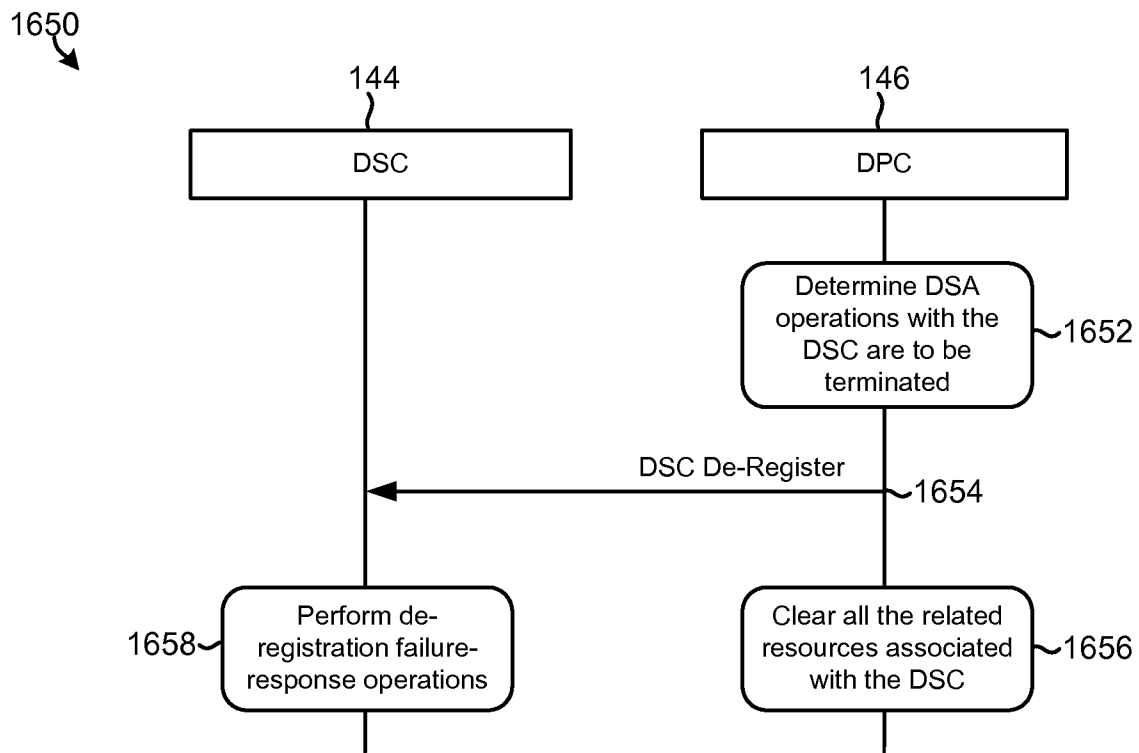 1650
144
146
DSC
DPC
Determine DSA
operations with the
DSC are to be
terminated
1652
DSC De-Register
1654
Perform de-
registration failure-
response operations
1658
Clear all the related
resources associated
with the DSC
1656